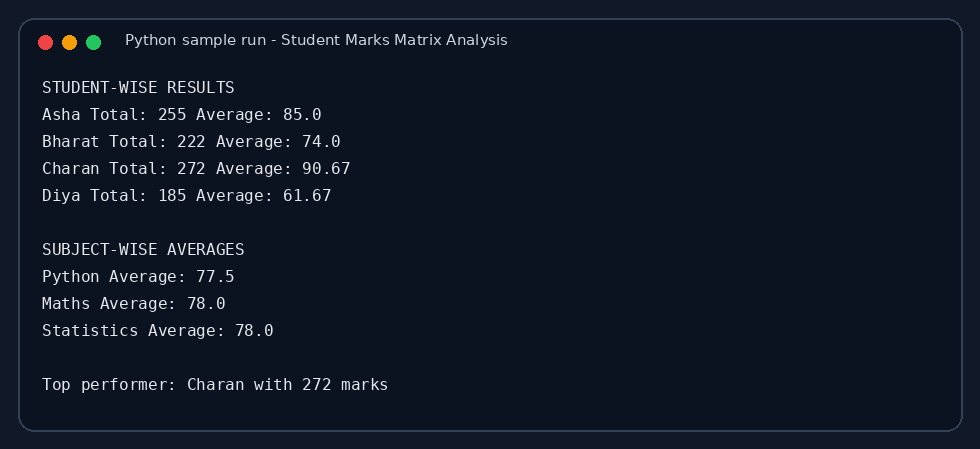 Python sample run - Student Marks Matrix Analysis
STUDENT-WISE RESULTS
Asha Total: 255 Average: 85.0
Bharat Total: 222 Average: 74.0
Charan Total: 272 Average: 90.67
Diya Total: 185 Average: 61.67
SUBJECT-WISE AVERAGES
Python Average: 77.5
Maths Average: 78.0
Statistics Average: 78.0
Top performer: Charan with 272 marks